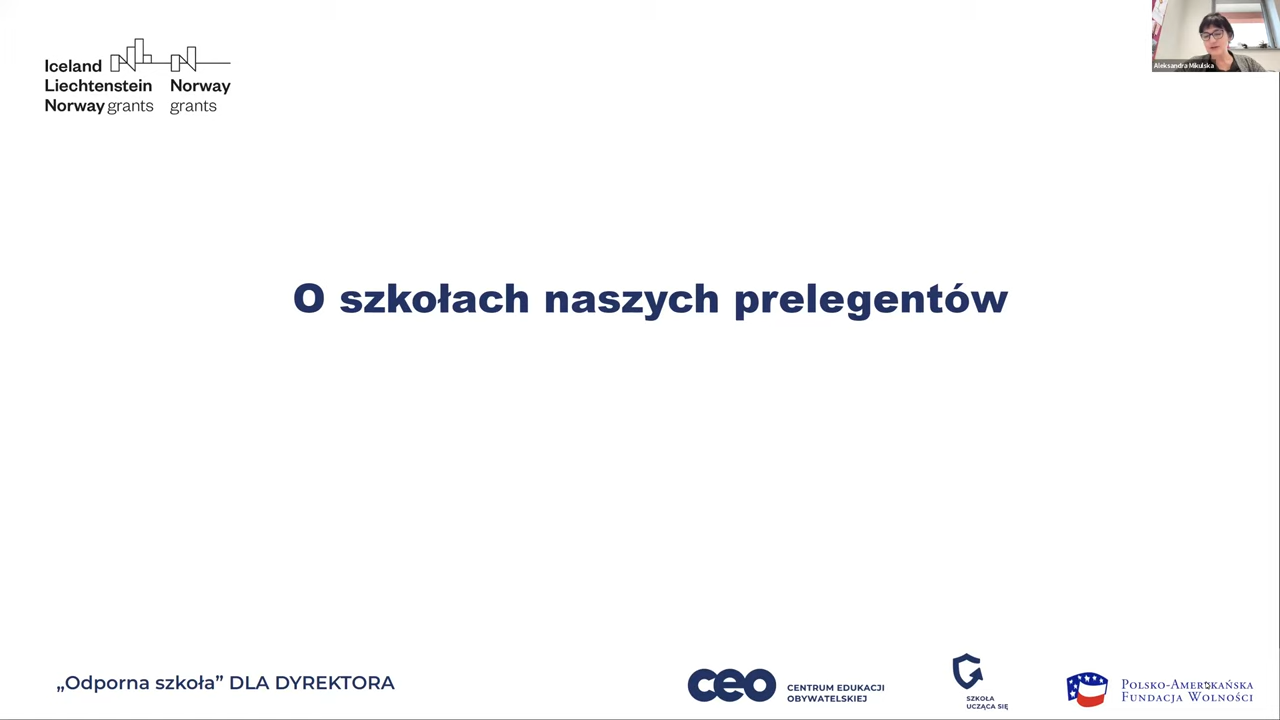 Iceland
Liechtenstein
Norway grants
Norway
grants
Aleksandra Mikulska
O szkołach naszych prelegentów
„Odporna szkoła” DLA DYREKTORA
ceo
CENTRUM EDUKACJI
OBYWATELSKIEJ
SZKOŁA
UCZĄCA SIĘ
POLSKO-AMERYKAŃSKA
FUNDACJA WOLNOŚCI